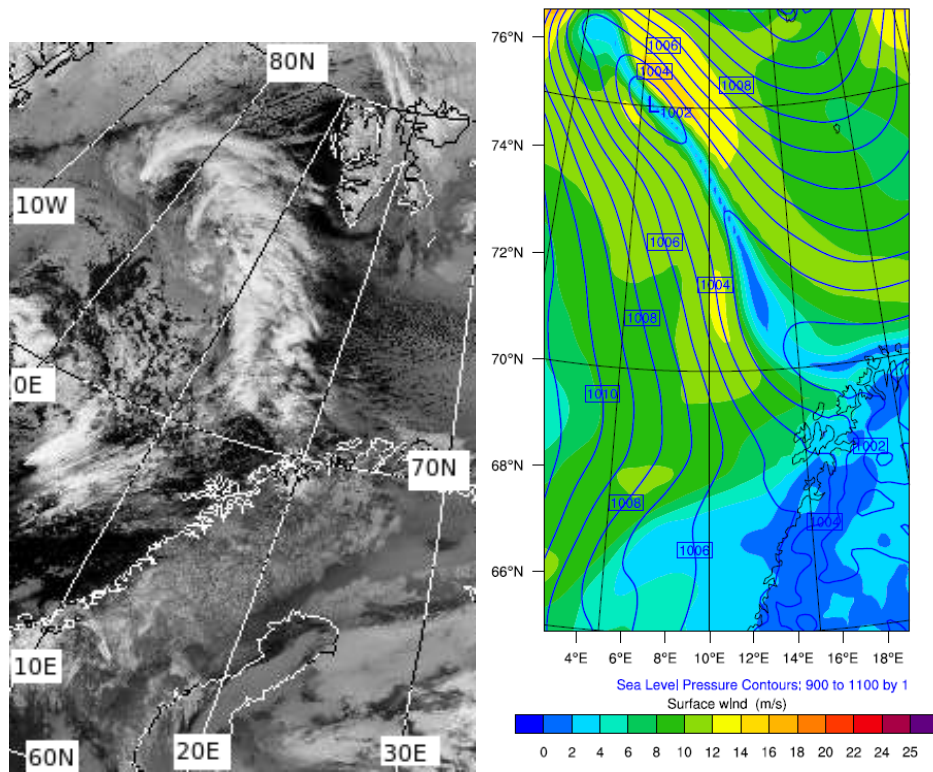 80N
10W
0E
70N
10E
20E
30E
60N
76°N
74°N
72°N
70°N
68°N
66°N
1006
1004
1008
L
1002
1006
1004
1008
1010
1002
1008
1004
1006
4°E 6°E 8°E 10°E 12°E 14°E 16°E 18°E
Sea Level Pressure Contours: 900 to 1100 by 1
Surface wind (m/s)
0 2 4 6 8 10 12 14 16 18 20 22 25